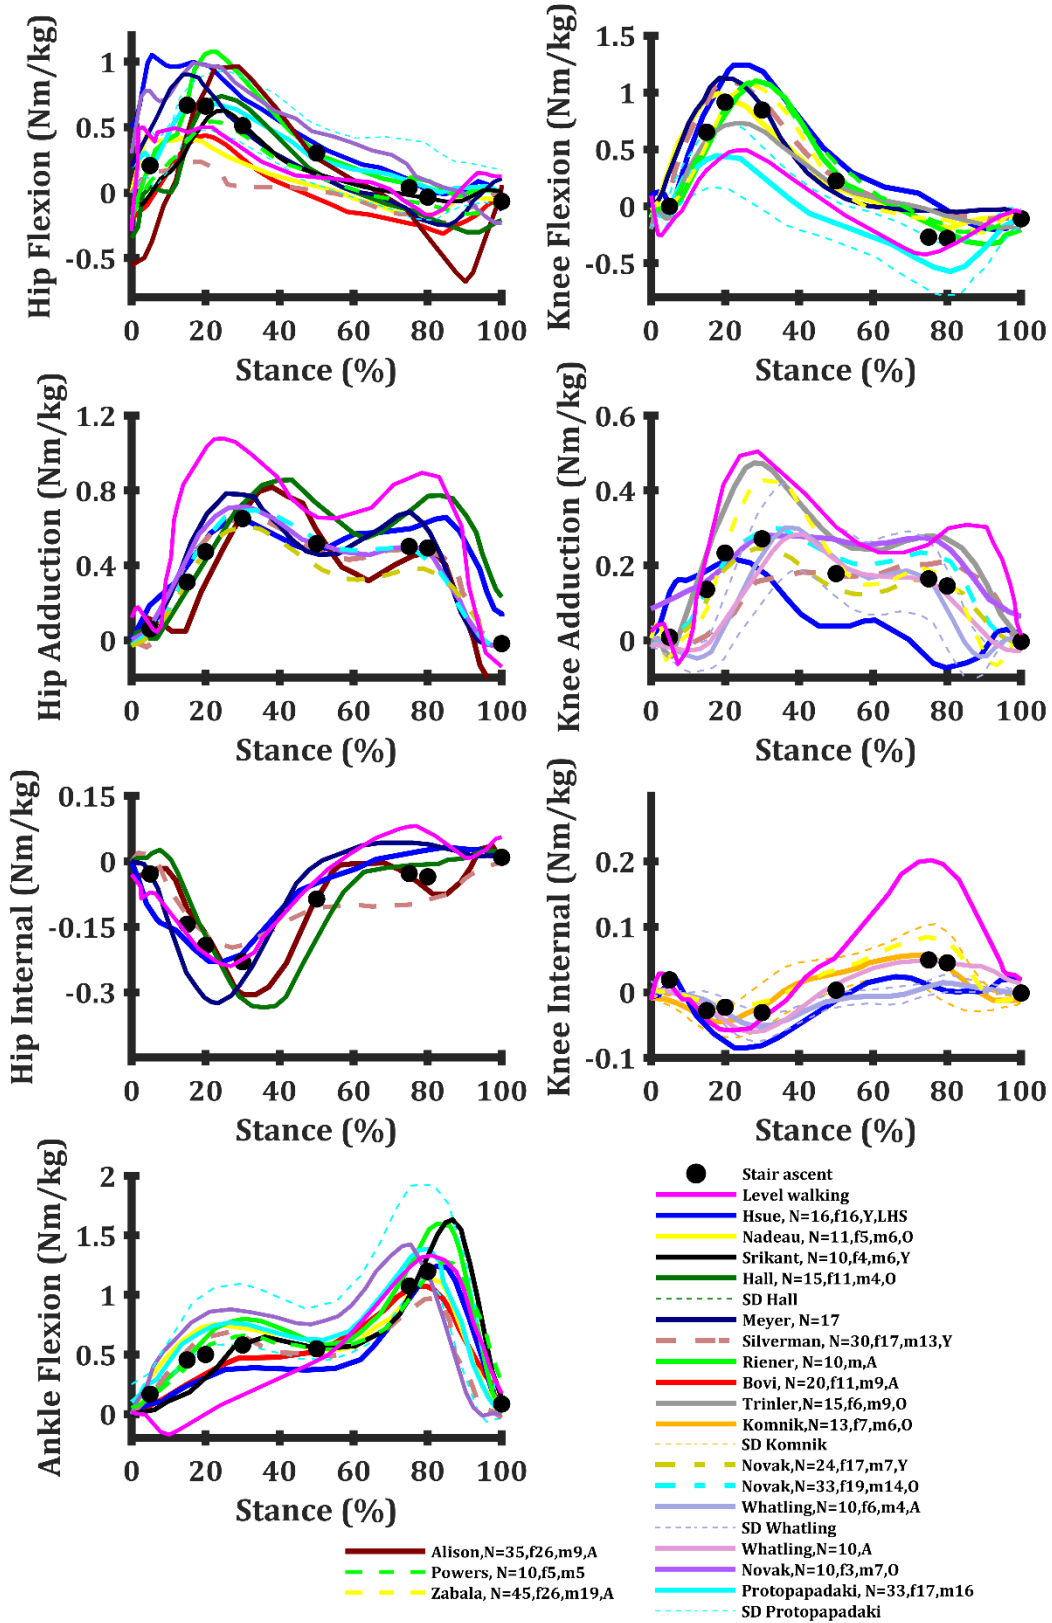 Hip Flexion (Nm/kg)
1
0.5
0
-0.5
0 20 40 60 80 100
Stance (%)
Knee Flexion (Nm/kg)
1.5
1
0.5
0
-0.5
0 20 40 60 80 100
Stance (%)
Hip Adduction (Nm/kg)
1.2
0.8
0.4
0
0 20 40 60 80 100
Stance (%)
Knee Adduction (Nm/kg)
0.6
0.4
0.2
0
0 20 40 60 80 100
Stance (%)
Hip Internal (Nm/kg)
0.15
0
-0.15
-0.3
0 20 40 60 80 100
Stance (%)
Knee Internal (Nm/kg)
0.2
0.1
0
-0.1
0 20 40 60 80 100
Stance (%)
Ankle Flexion (Nm/kg)
2
1.5
1
0.5
0
0 20 40 60 80 100
Stance (%)
Stair ascent
Level walking
Hsue, N=16,f16,Y,LHS
Nadeau, N=11,f5,m6,O
Srikant, N=10,f4,m6,Y
Hall, N=15,f11,m4,O
SD Hall
Meyer, N=17
Silverman, N=30,f17,m13,Y
Riener, N=10,m,A
Bovi, N=20,f11,m9,A
Trinler,N=15,f6,m9,O
Komnik,N=13,f7,m6,O
SD Komnik
Novak,N=24,f17,m7,Y
Novak,N=33,f19,m14,O
Whatling,N=10,f6,m4,A
SD Whatling
Whatling,N=10,A
Novak,N=10,f3,m7,O
Protopapadaki, N=33,f17,m16
SD Protopapadaki
Alison,N=35,f26,m9,A
Powers, N=10,f5,m5
Zabala, N=45,f26,m19,A